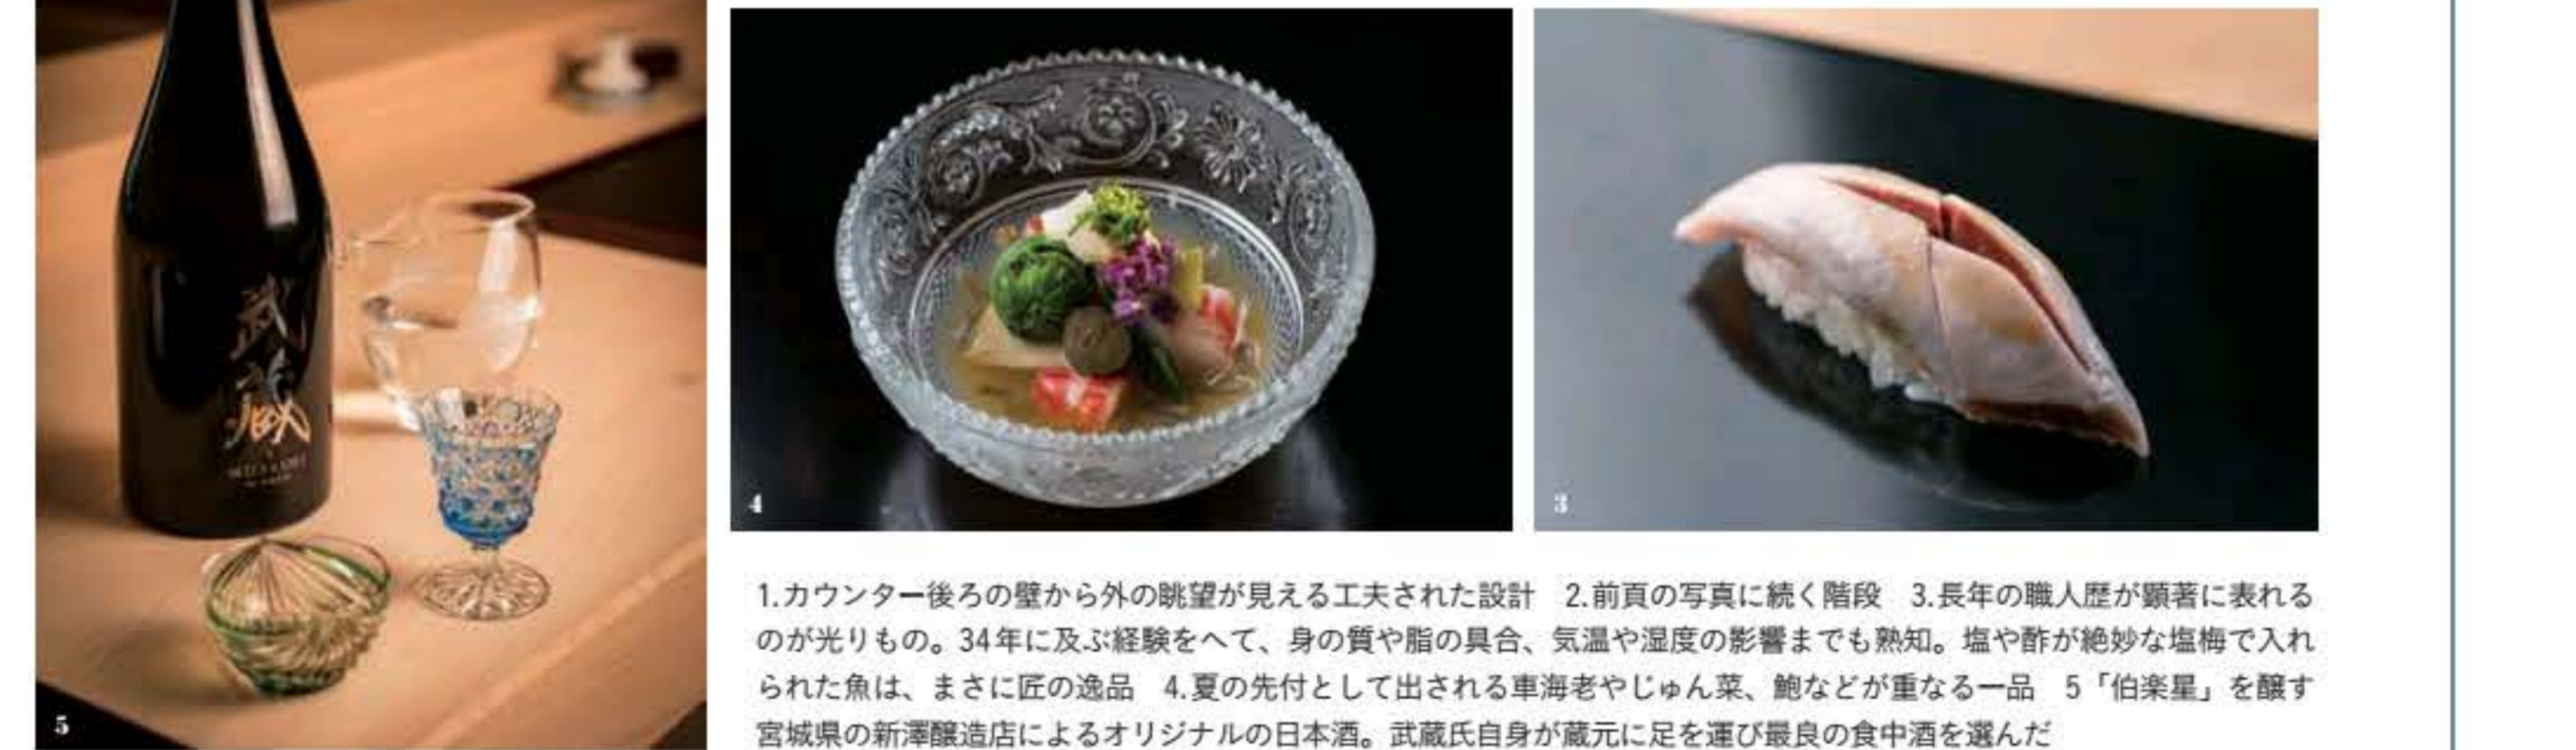 武蔵
5
4
3
1.カウンター後ろの壁から外の眺望が見える工夫された設計　2.前頁の写真に続く階段　3.長年の職人歴が顕著に表れる
のが光りもの。34年に及ぶ経験をへて、身の質や脂の具合、気温や湿度の影響までも熟知。塩や酢が絶妙な塩梅で入れ
られた魚は、まさに匠の逸品　4.夏の先付として出される車海老やじゅん菜、鮑などが重なる一品　5「伯楽星」を醸す
宮城県の新澤醸造店によるオリジナルの日本酒。武蔵氏自身が蔵元に足を運び最良の食中酒を選んだ